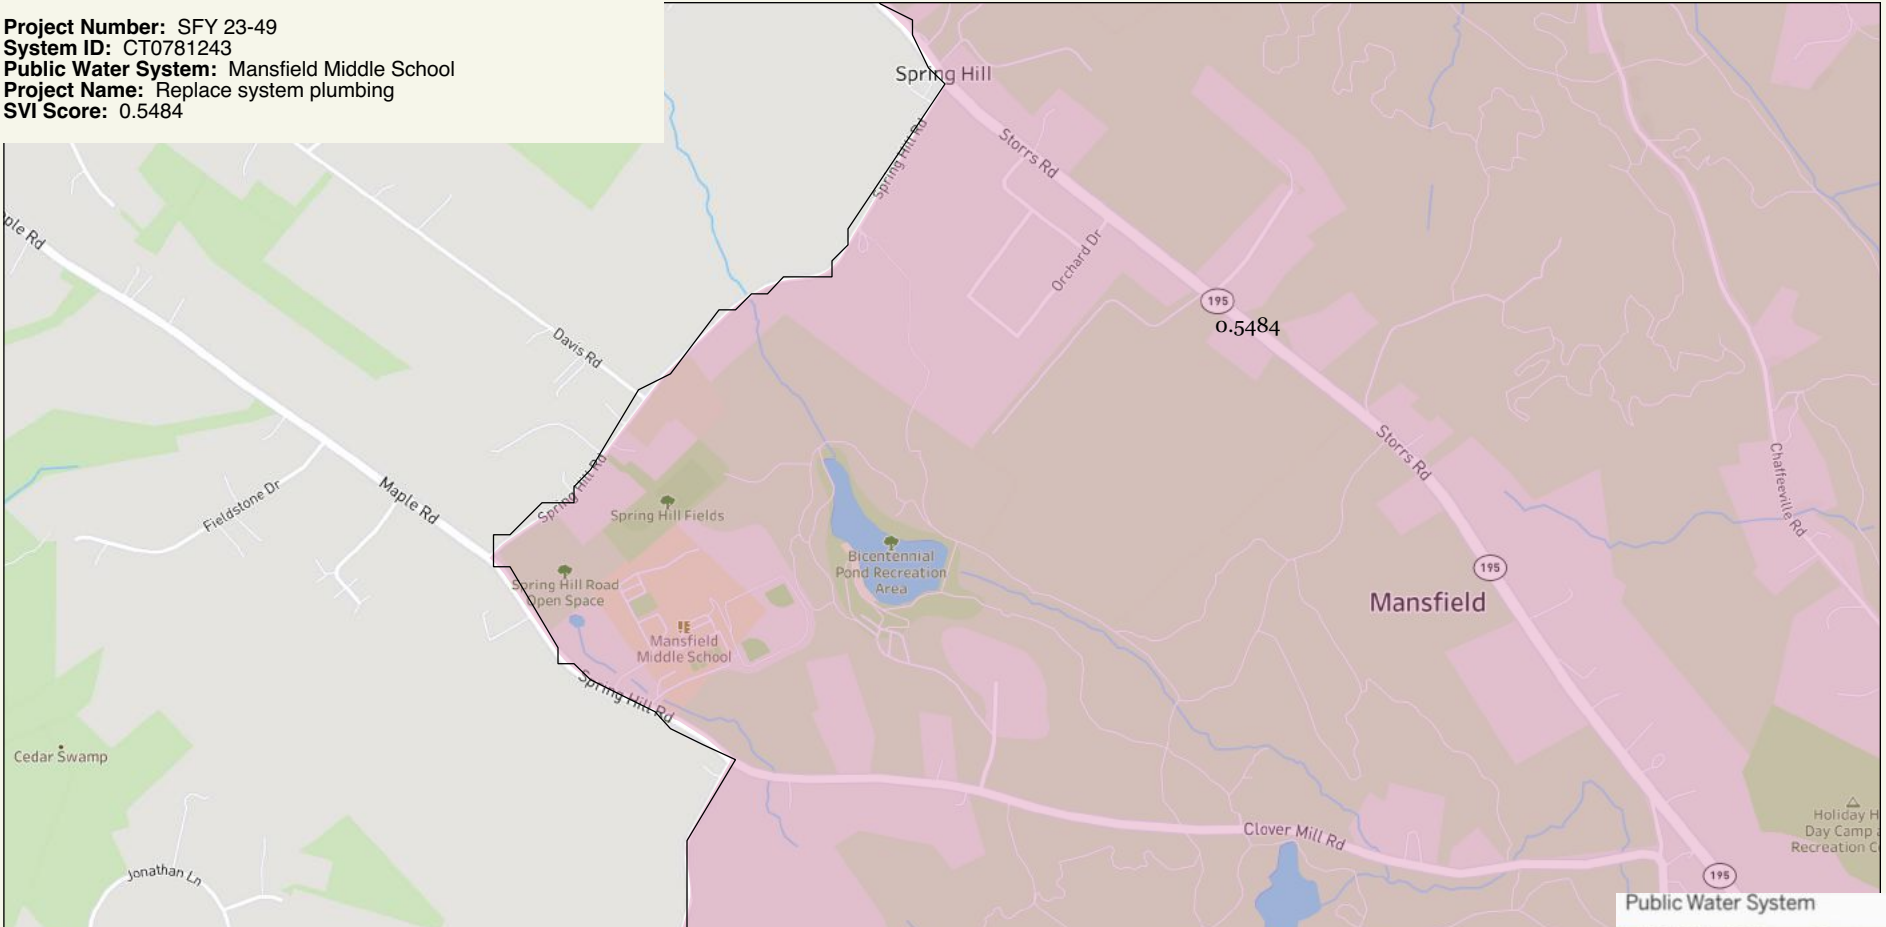 Project Number: SFY 23-49
System ID: CT0781243
Public Water System: Mansfield Middle School
Project Name: Replace system plumbing
SVI Score: 0.5484
Spring Hill
Spring Hill Rd
Storrs Rd
Orchard Dr
195
0.5484
Davis Rd
Storrs Rd
Chaffeeville Rd
Maple Rd
Fieldstone Dr
Spring Hill Rd
Spring Hill Fields
Bicentennial
Pond Recreation
Area
195
Spring Hill Road
Open Space
Mansfield
Mansfield
Middle School
Spring Hill Rd
Cedar Swamp
Clover Mill Rd
Holiday H
Day Camp
Recreation C
Jonathan Ln
195
Public Water System